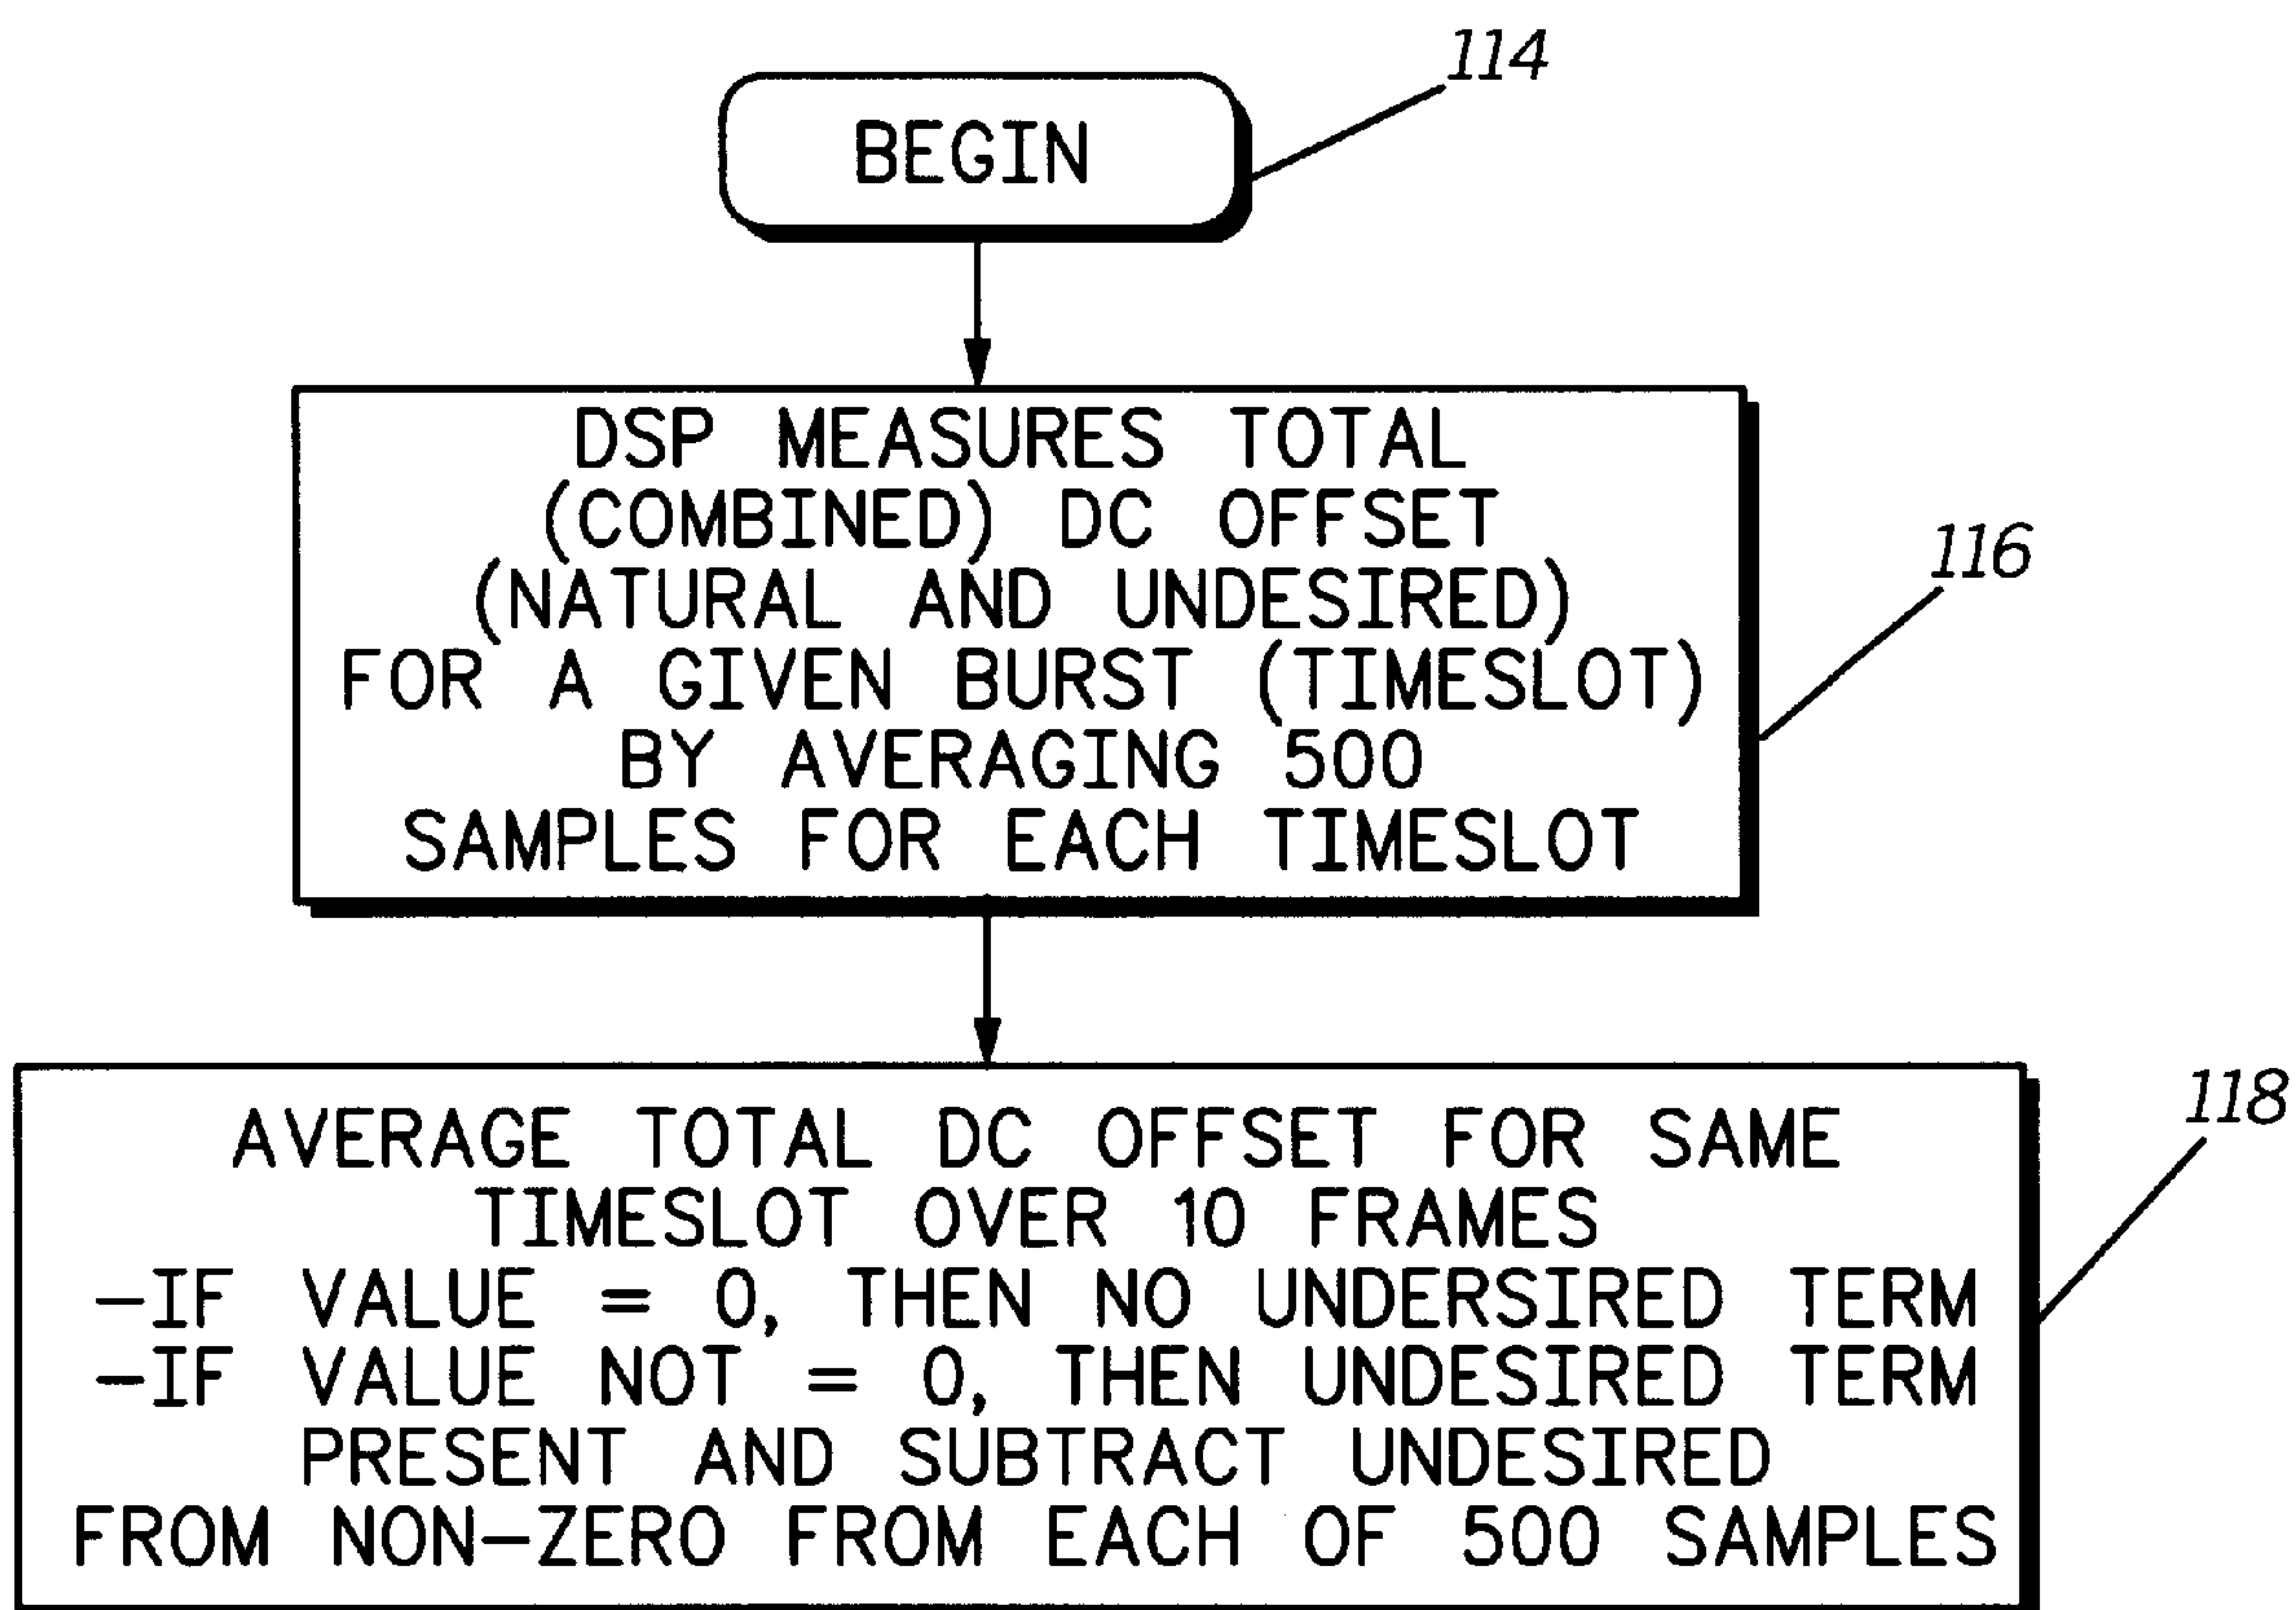 114
BEGIN
DSP MEASURES TOTAL
(COMBINED) DC OFFSET
(NATURAL AND UNDESIRED)
FOR A GIVEN BURST (TIMESLOT)
BY AVERAGING 500
SAMPLES FOR EACH TIMESLOT
116
AVERAGE TOTAL DC OFFSET FOR SAME
TIMESLOT OVER 10 FRAMES
-IF VALUE = 0, THEN NO UNDERSIRED TERM
-IF VALUE NOT = 0, THEN UNDESIRED TERM
PRESENT AND SUBTRACT UNDESIRED
FROM NON-ZERO FROM EACH OF 500 SAMPLES
118